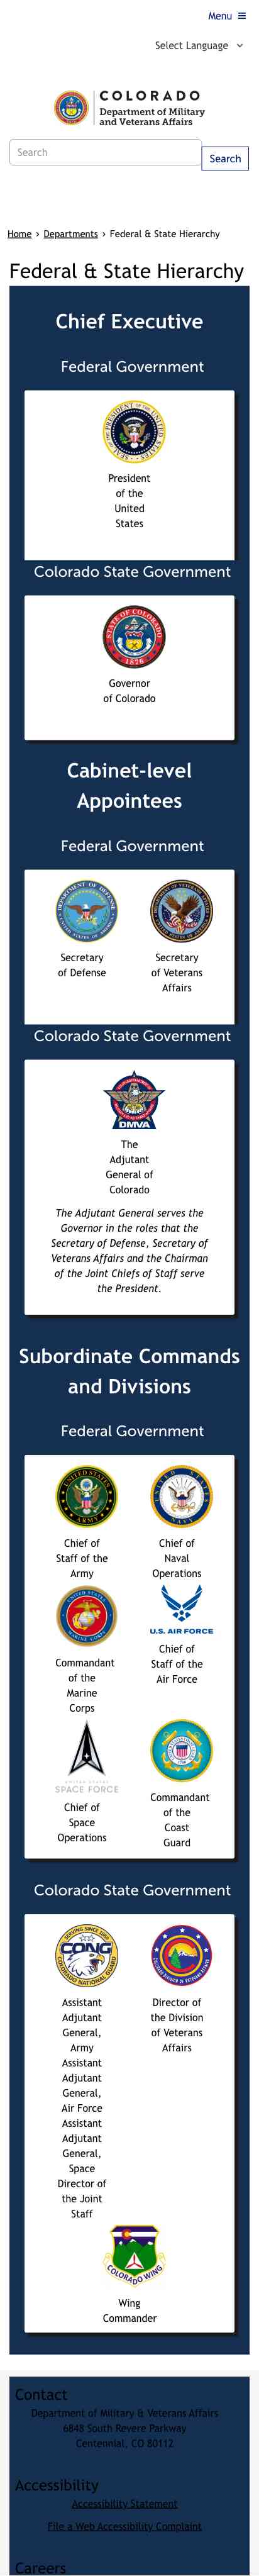 Menu
Select Language
COLORADO
Department of Military
and Veterans Affairs
Search
Search
Home › Departments › Federal & State Hierarchy
Federal & State Hierarchy
Chief Executive
Federal Government
President
of the
United
States
Colorado State Government
STATE OF COLORADO
1876
Governor
of Colorado
Cabinet-level
Appointees
Federal Government
Secretary
of Defense
Secretary
of Veterans
Affairs
Colorado State Government
DMVA
The
Adjutant
General of
Colorado
The Adjutant General serves the
Governor in the roles that the
Secretary of Defense, Secretary of
Veterans Affairs and the Chairman
of the Joint Chiefs of Staff serve
the President.
Subordinate Commands
and Divisions
Federal Government
Chief of
Staff of the
Army
Chief of
Naval
Operations
Commandant
of the
Marine
Corps
U.S. AIR FORCE
Chief of
Staff of the
Air Force
UNITED STATES
SPACE FORCE
Chief of
Space
Operations
Commandant
of the
Coast
Guard
Colorado State Government
SERVING SINCE 1860
CONG
COLORADO NATIONAL GUARD
Assistant
Adjutant
General,
Army
Assistant
Adjutant
General,
Air Force
Assistant
Adjutant
General,
Space
Director of
the Joint
Staff
COLORADO DIVISION OF VETERANS AFFAIRS
Director of
the Division
of Veterans
Affairs
COLORADO WING
Wing
Commander
Contact
Department of Military & Veterans Affairs
6848 South Revere Parkway
Centennial, CO 80112
Accessibility
Accessibility Statement
File a Web Accessibility Complaint
Careers